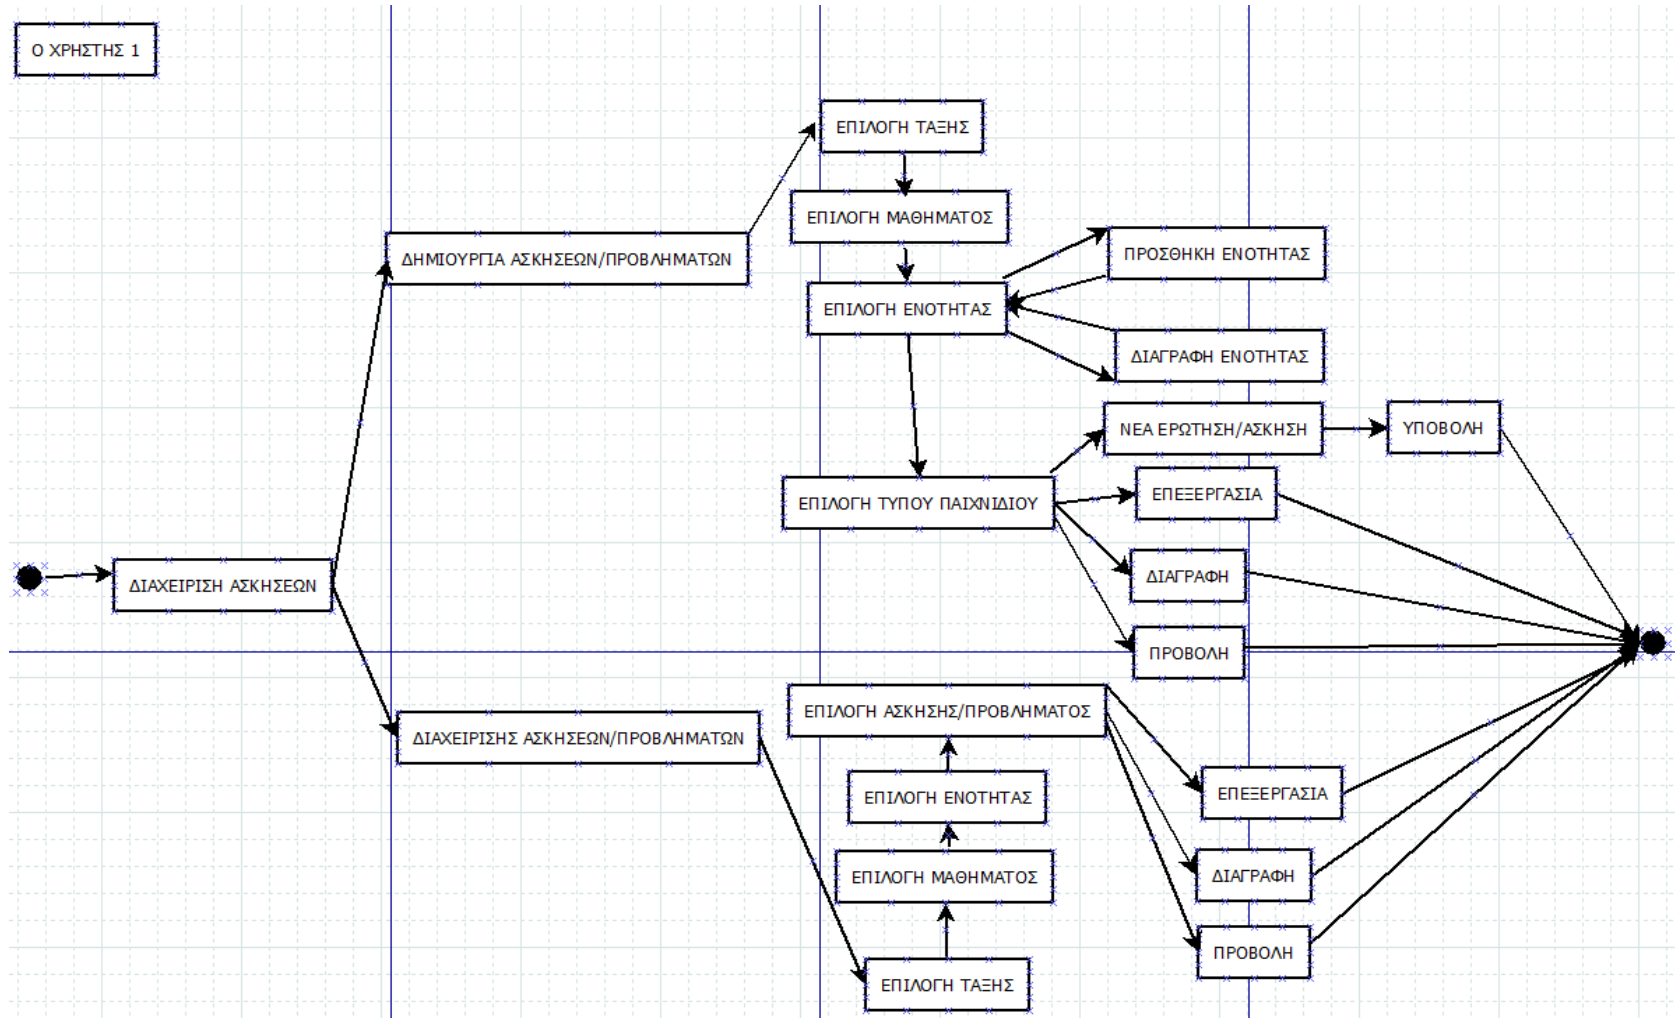 Ο ΧΡΗΣΤΗΣ 1
ΕΠΙΛΟΓΗ ΤΑΞΗΣ
ΕΠΙΛΟΓΗ ΜΑΘΗΜΑΤΟΣ
ΔΗΜΙΟΥΡΓΙΑ ΑΣΚΗΣΕΩΝ/ΠΡΟΒΛΗΜΑΤΩΝ
ΠΡΟΣΘΗΚΗ ΕΝΟΤΗΤΑΣ
ΕΠΙΛΟΓΗ ΕΝΟΤΗΤΑΣ
ΔΙΑΓΡΑΦΗ ΕΝΟΤΗΤΑΣ
ΝΕΑ ΕΡΩΤΗΣΗ/ΑΣΚΗΣΗ
ΥΠΟΒΟΛΗ
ΕΠΙΛΟΓΗ ΤΥΠΟΥ ΠΑΙΧΝΙΔΙΟΥ
ΕΠΕΞΕΡΓΑΣΙΑ
ΔΙΑΓΡΑΦΗ
ΔΙΑΧΕΙΡΙΣΗ ΑΣΚΗΣΕΩΝ
ΠΡΟΒΟΛΗ
ΕΠΙΛΟΓΗ ΑΣΚΗΣΗΣ/ΠΡΟΒΛΗΜΑΤΟΣ
ΔΙΑΧΕΙΡΙΣΗΣ ΑΣΚΗΣΕΩΝ/ΠΡΟΒΛΗΜΑΤΩΝ
ΕΠΙΛΟΓΗ ΕΝΟΤΗΤΑΣ
ΕΠΕΞΕΡΓΑΣΙΑ
ΕΠΙΛΟΓΗ ΜΑΘΗΜΑΤΟΣ
ΔΙΑΓΡΑΦΗ
ΠΡΟΒΟΛΗ
ΕΠΙΛΟΓΗ ΤΑΞΗΣ